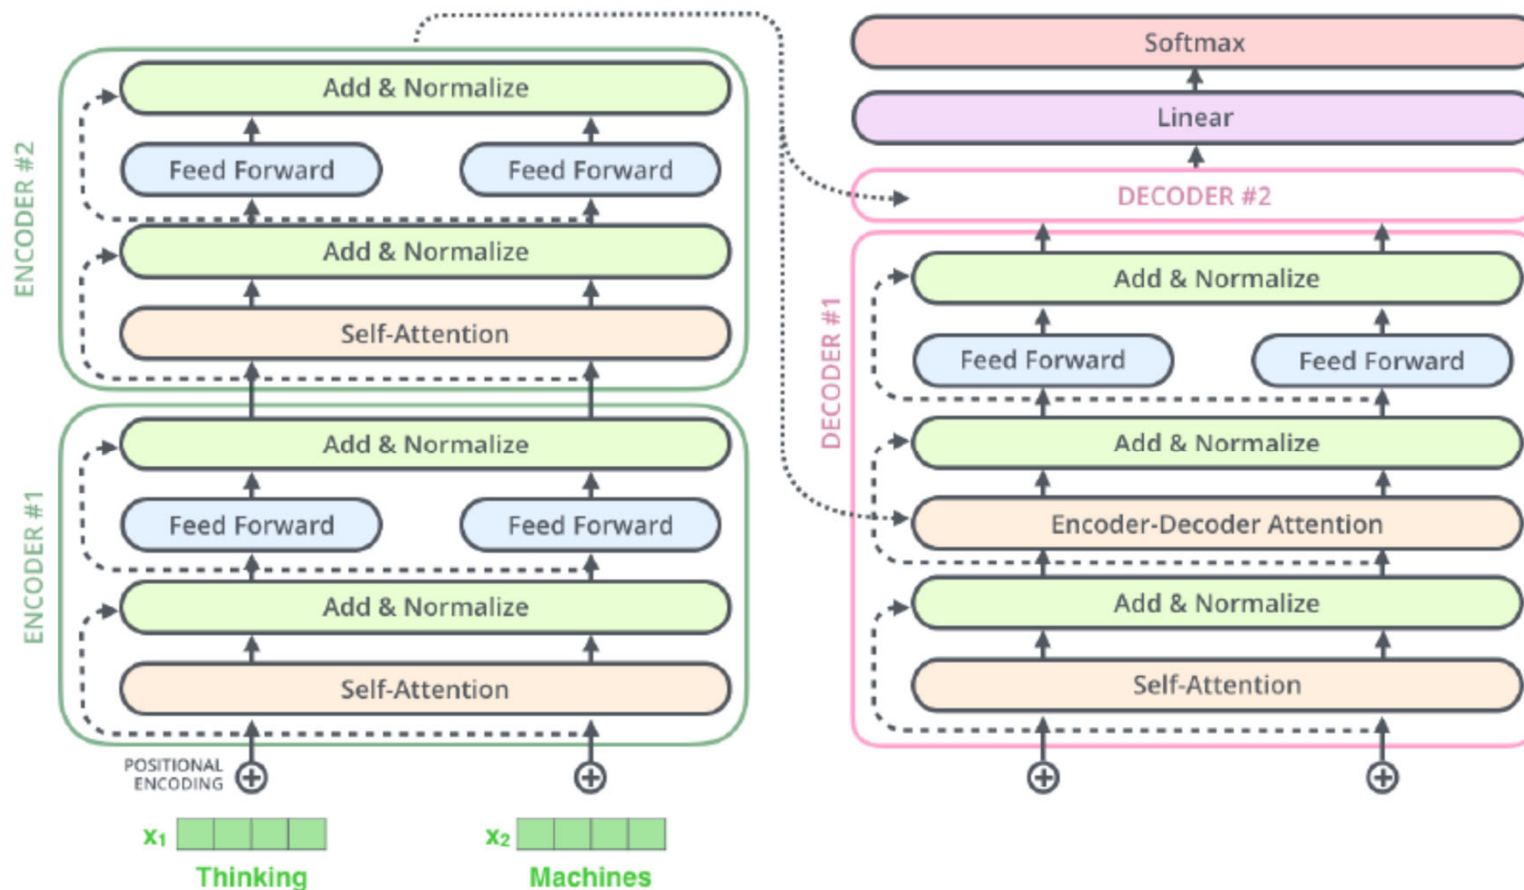 ENCODER #2
Add & Normalize
Feed Forward
Feed Forward
Add & Normalize
Self-Attention
ENCODER #1
Add & Normalize
Feed Forward
Feed Forward
Add & Normalize
Self-Attention
POSITIONAL
ENCODING
x₁
x₂
Thinking
Machines
Softmax
Linear
DECODER #2
DECODER #1
Add & Normalize
Feed Forward
Feed Forward
Add & Normalize
Encoder-Decoder Attention
Add & Normalize
Self-Attention